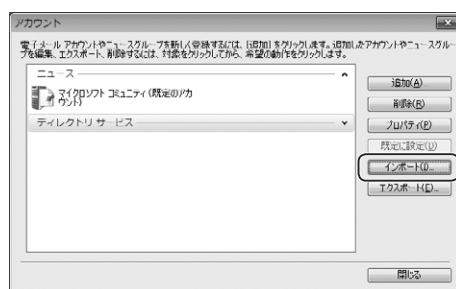 アカウント
電子メール アカウントやニュースグループを新しく登録するには、[追加] をクリックします。追加したアカウントやニュースグルー
プを編集、エクスポート、削除するには、対象をクリックしてから、希望の動作をクリックします。
ニュース
マイクロソフト コミュニティ (既定のアカ
ウント)
ディレクトリ サービス
追加(A)
削除(R)
プロパティ(P)
既定に設定(D)
インポート(I)...
エクスポート(E)...
閉じる